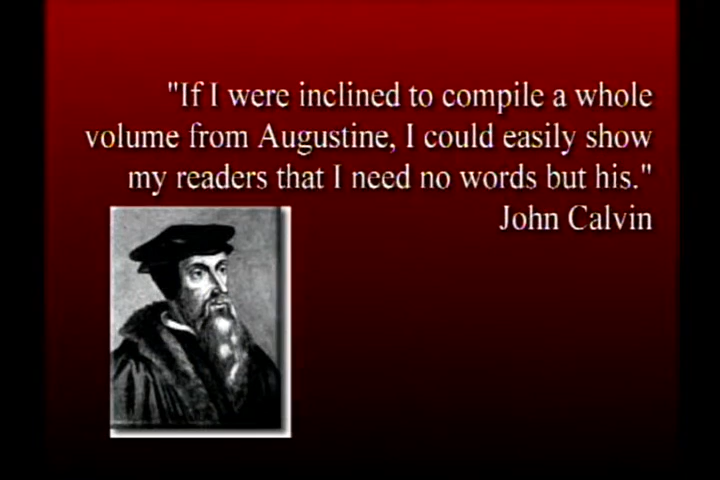 "If I were inclined to compile a whole
volume from Augustine, I could easily show
my readers that I need no words but his."
John Calvin